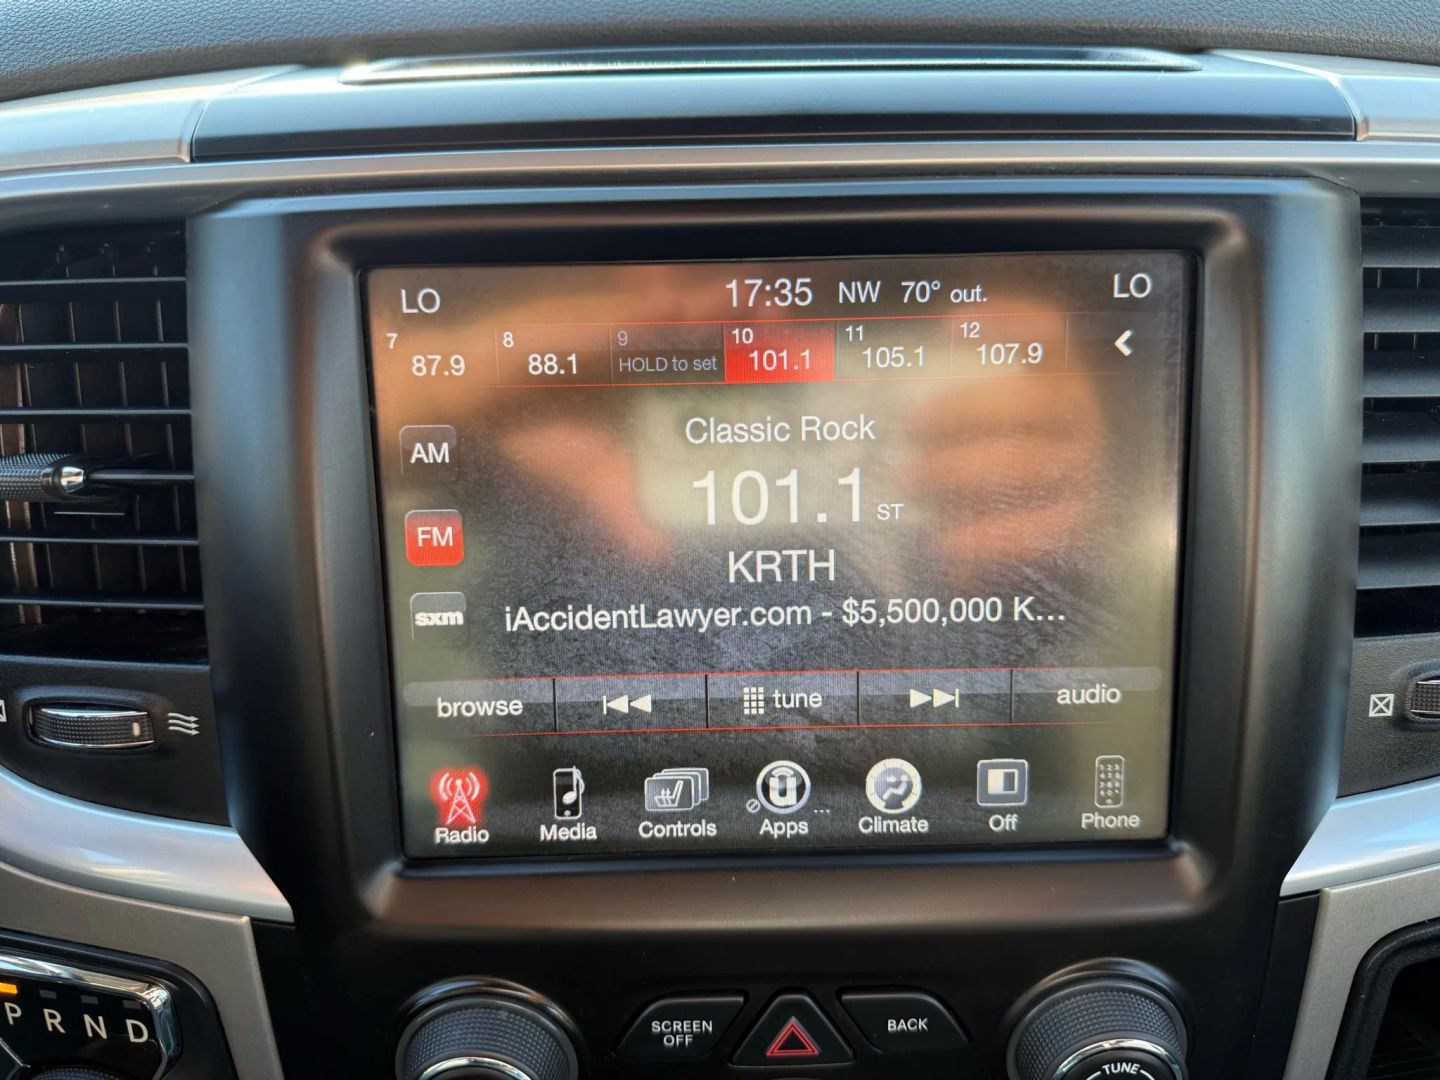 LO 17:35 NW 70° out. LO
7 87.9 8 88.1 9 HOLD to set 10 101.1 11 105.1 12 107.9
Classic Rock
AM
101.1 ST
FM
KRTH
sxm
iAccidentLawyer.com - $5,500,000 K...
browse tune audio
Radio Media Controls Apps ... Climate Off Phone
P R N D
SCREEN OFF
BACK
TUNE